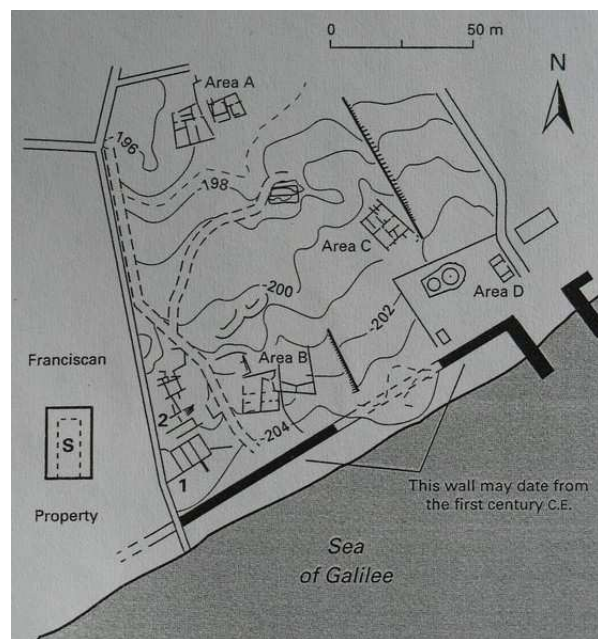 0 50 m
N
Area A
-196
-198
Area C
-200
Area D
-202
Franciscan
Area B
2
S
-204
1
Property
This wall may date from
the first century C.E.
Sea
of Galilee